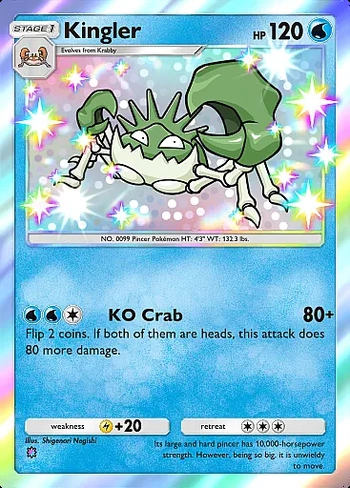 STAGE 1
Kingler
HP 120
Evolves from Krabby
NO. 0099 Pincer Pokémon HT: 4'3" WT: 132.3 lbs.
KO Crab 80+
Flip 2 coins. If both of them are heads, this attack does
80 more damage.
weakness +20 retreat
Illus. Shigenori Negishi
Its large and hard pincer has 10,000-horsepower
strength. However, being so big, it is unwieldy
to move.